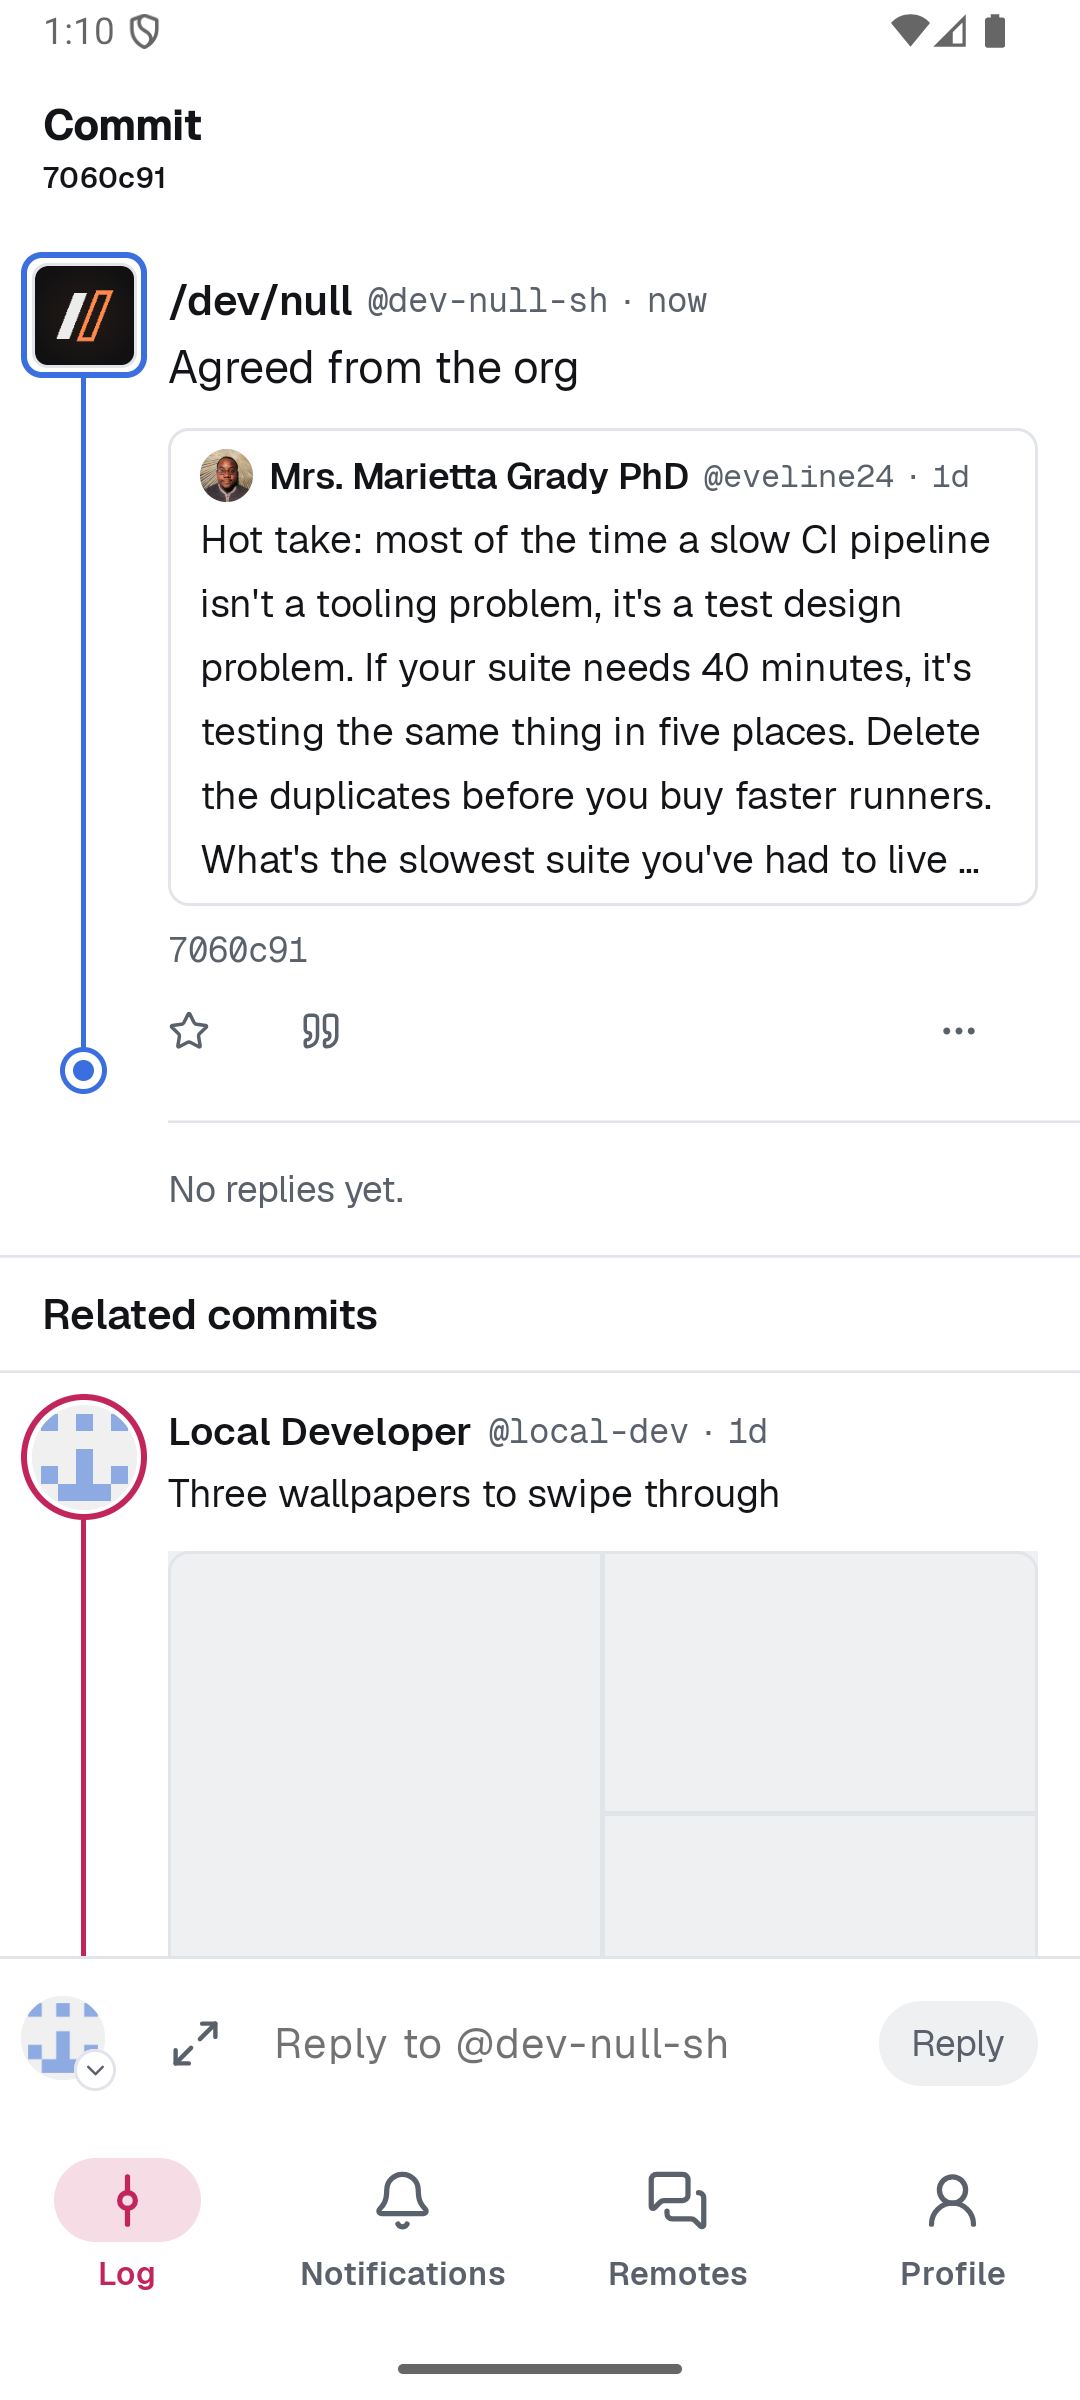 1:10
Commit
7060c91
/dev/null @dev-null-sh · now
Agreed from the org
Mrs. Marietta Grady PhD @eveline24 · 1d
Hot take: most of the time a slow CI pipeline
isn't a tooling problem, it's a test design
problem. If your suite needs 40 minutes, it's
testing the same thing in five places. Delete
the duplicates before you buy faster runners.
What's the slowest suite you've had to live …
7060c91
No replies yet.
Related commits
Local Developer @local-dev · 1d
Three wallpapers to swipe through
Reply to @dev-null-sh
Reply
Log
Notifications
Remotes
Profile